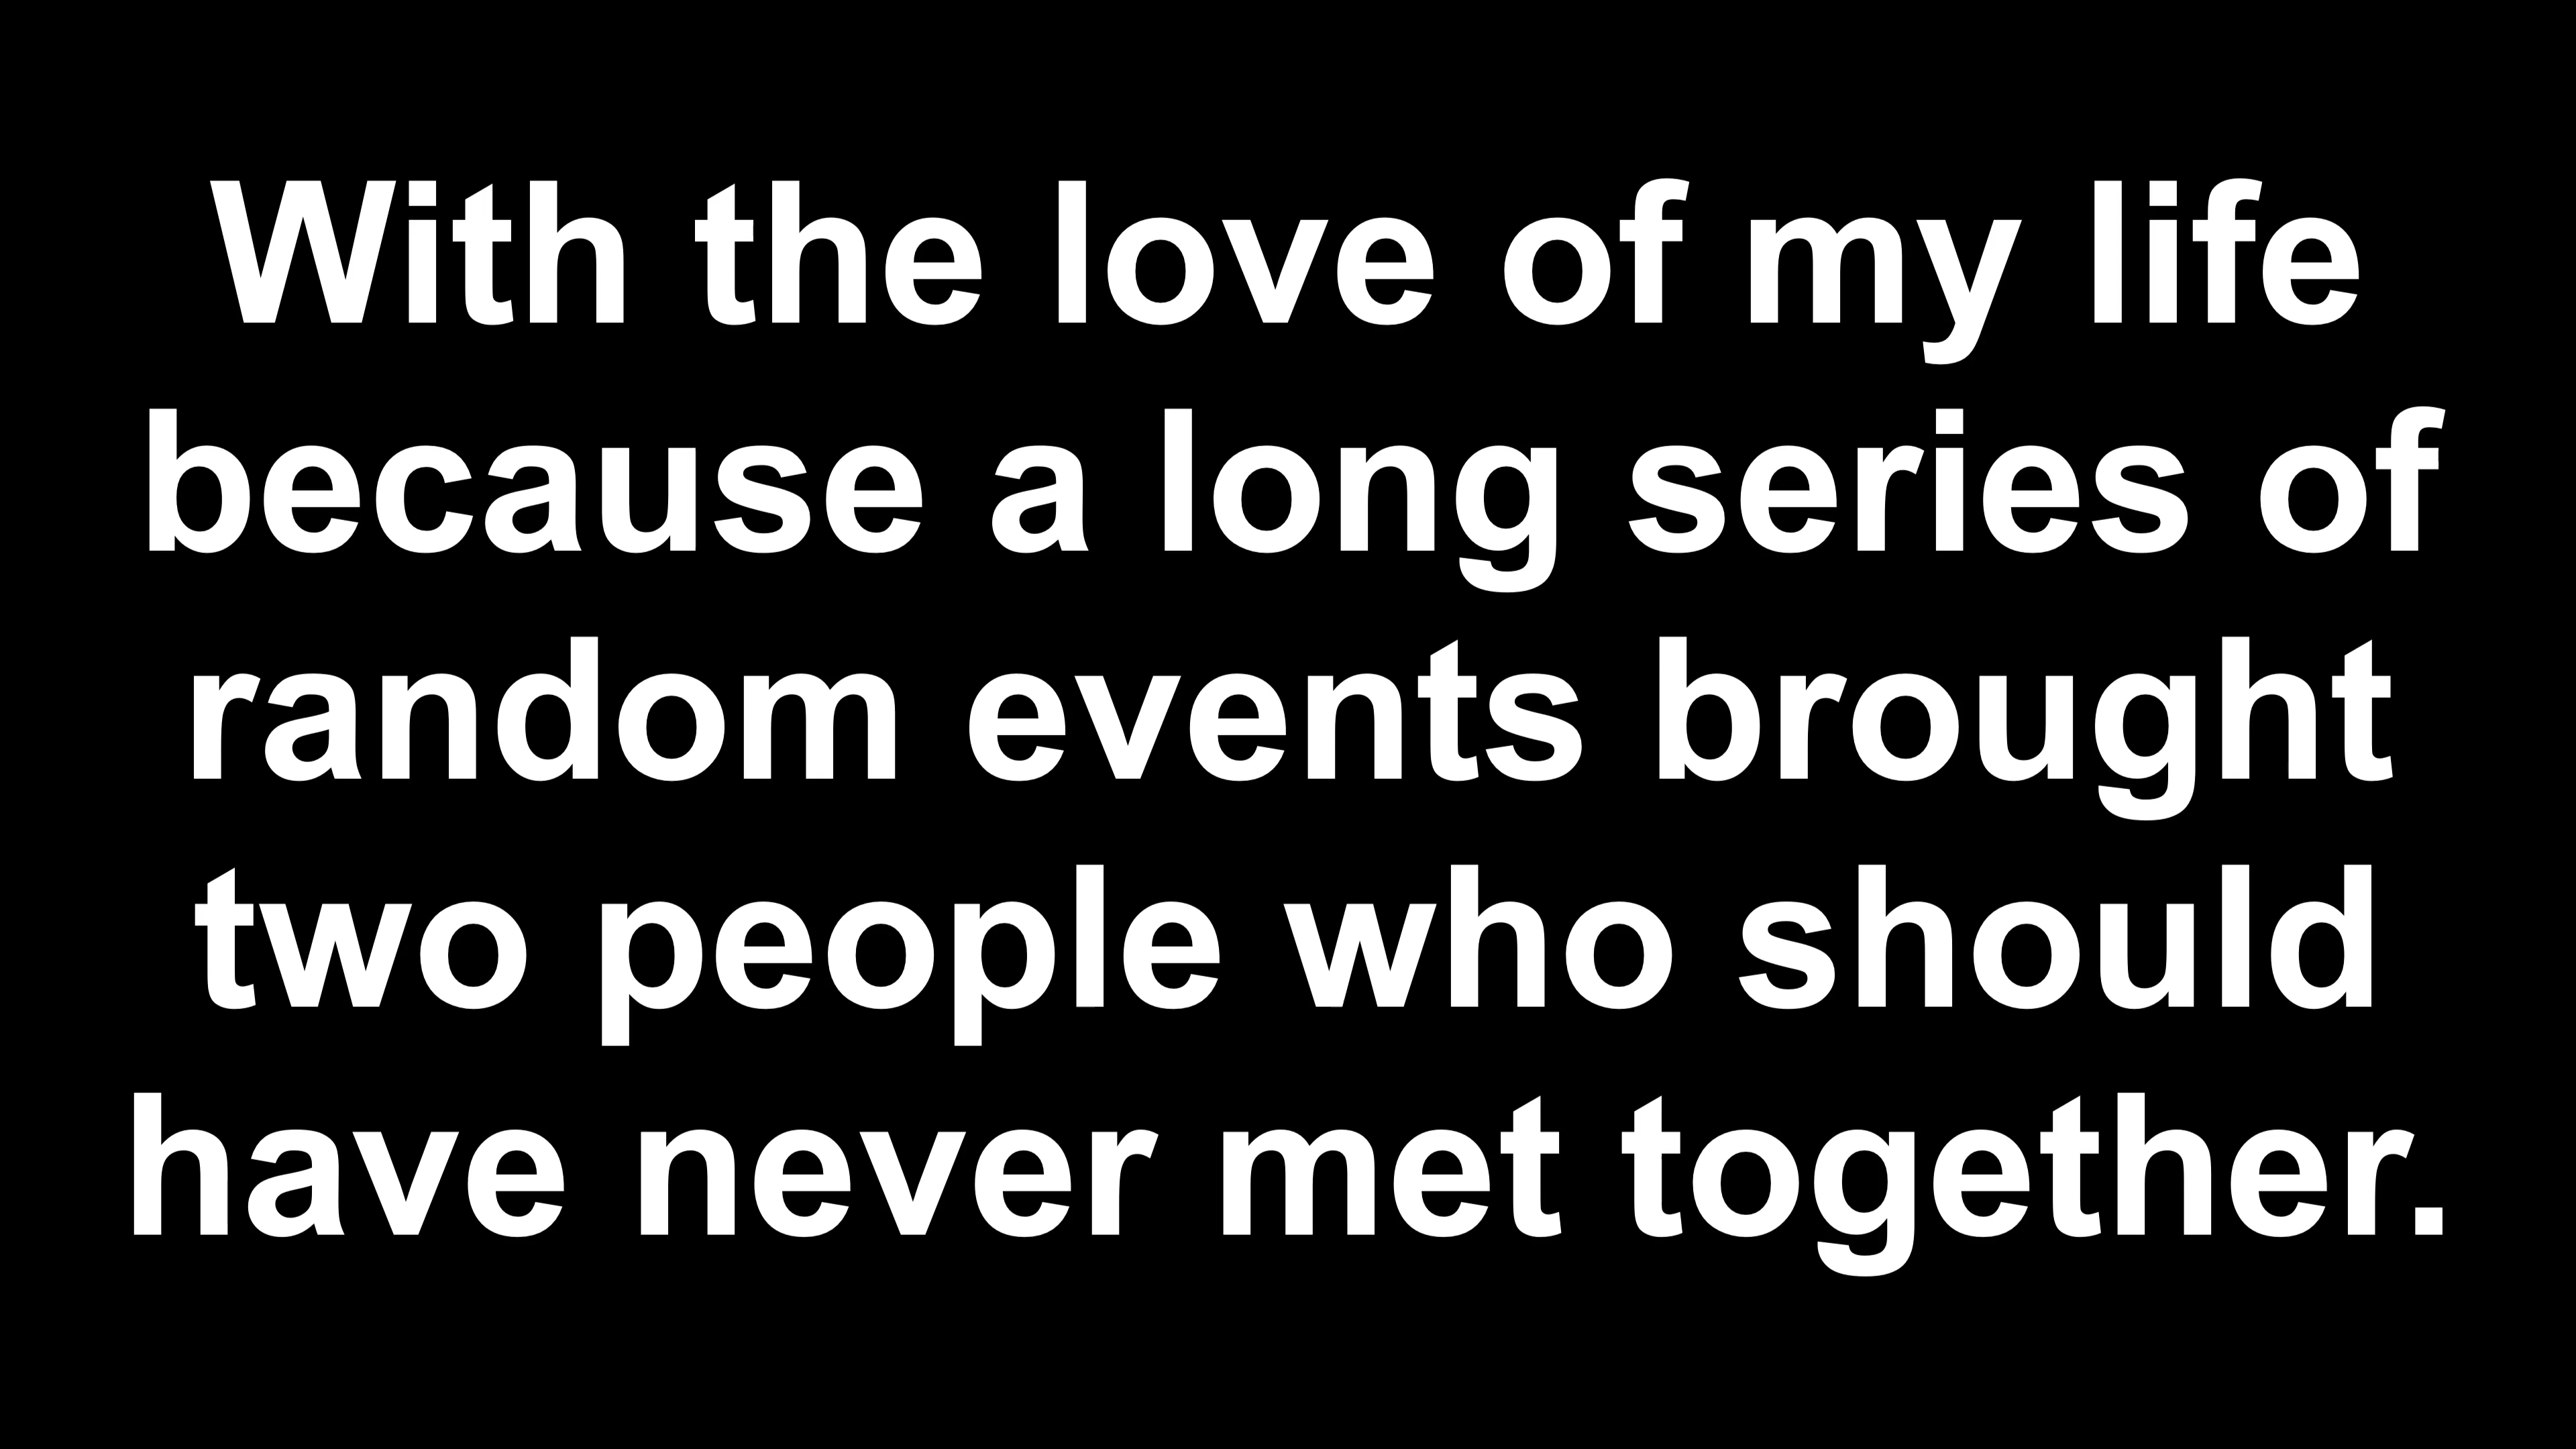 With the love of my life
because a long series of
random events brought
two people who should
have never met together.